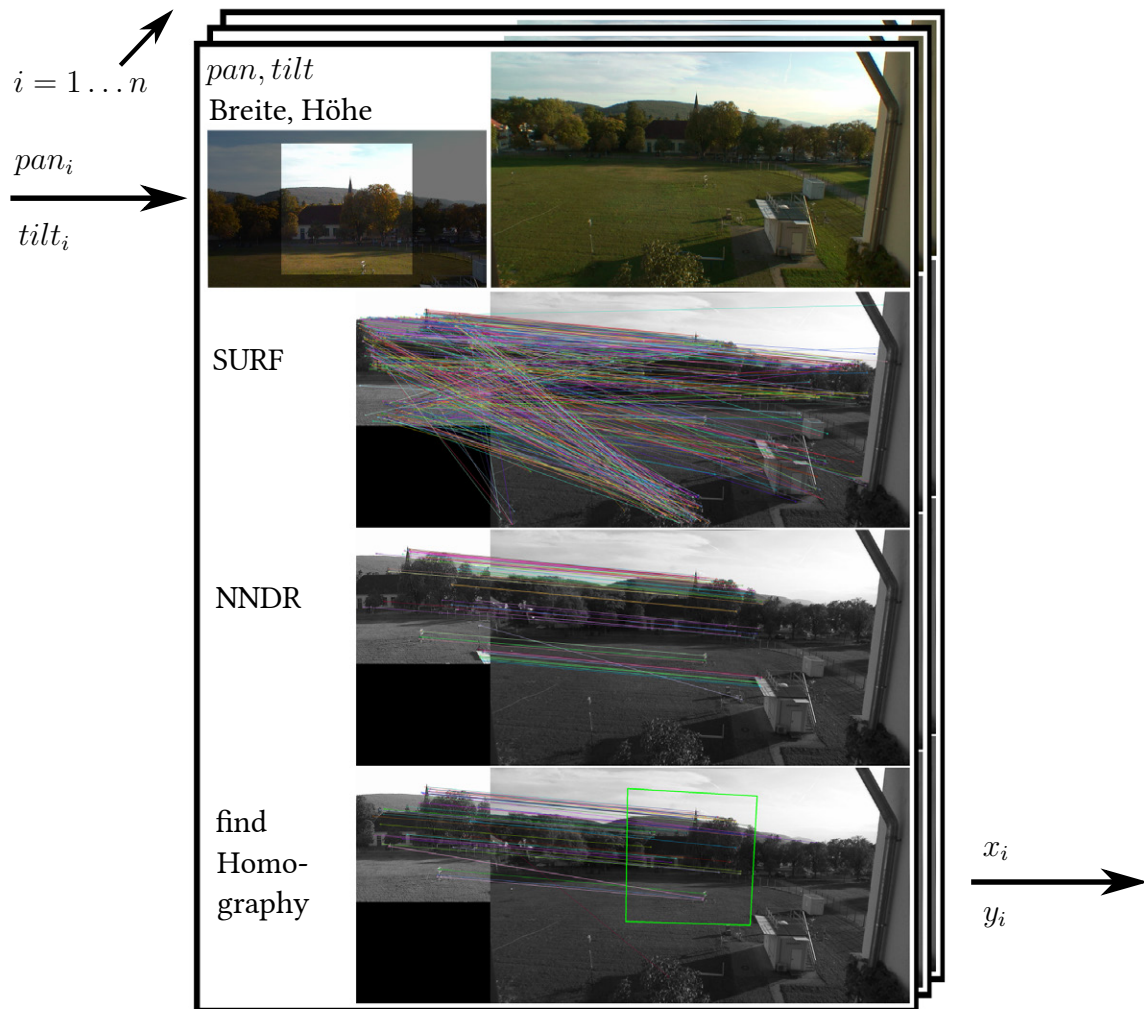 i = 1 … n
pan_i
tilt_i
pan, tilt
Breite, Höhe
SURF
NNDR
find
Homo-
graphy
x_i
y_i